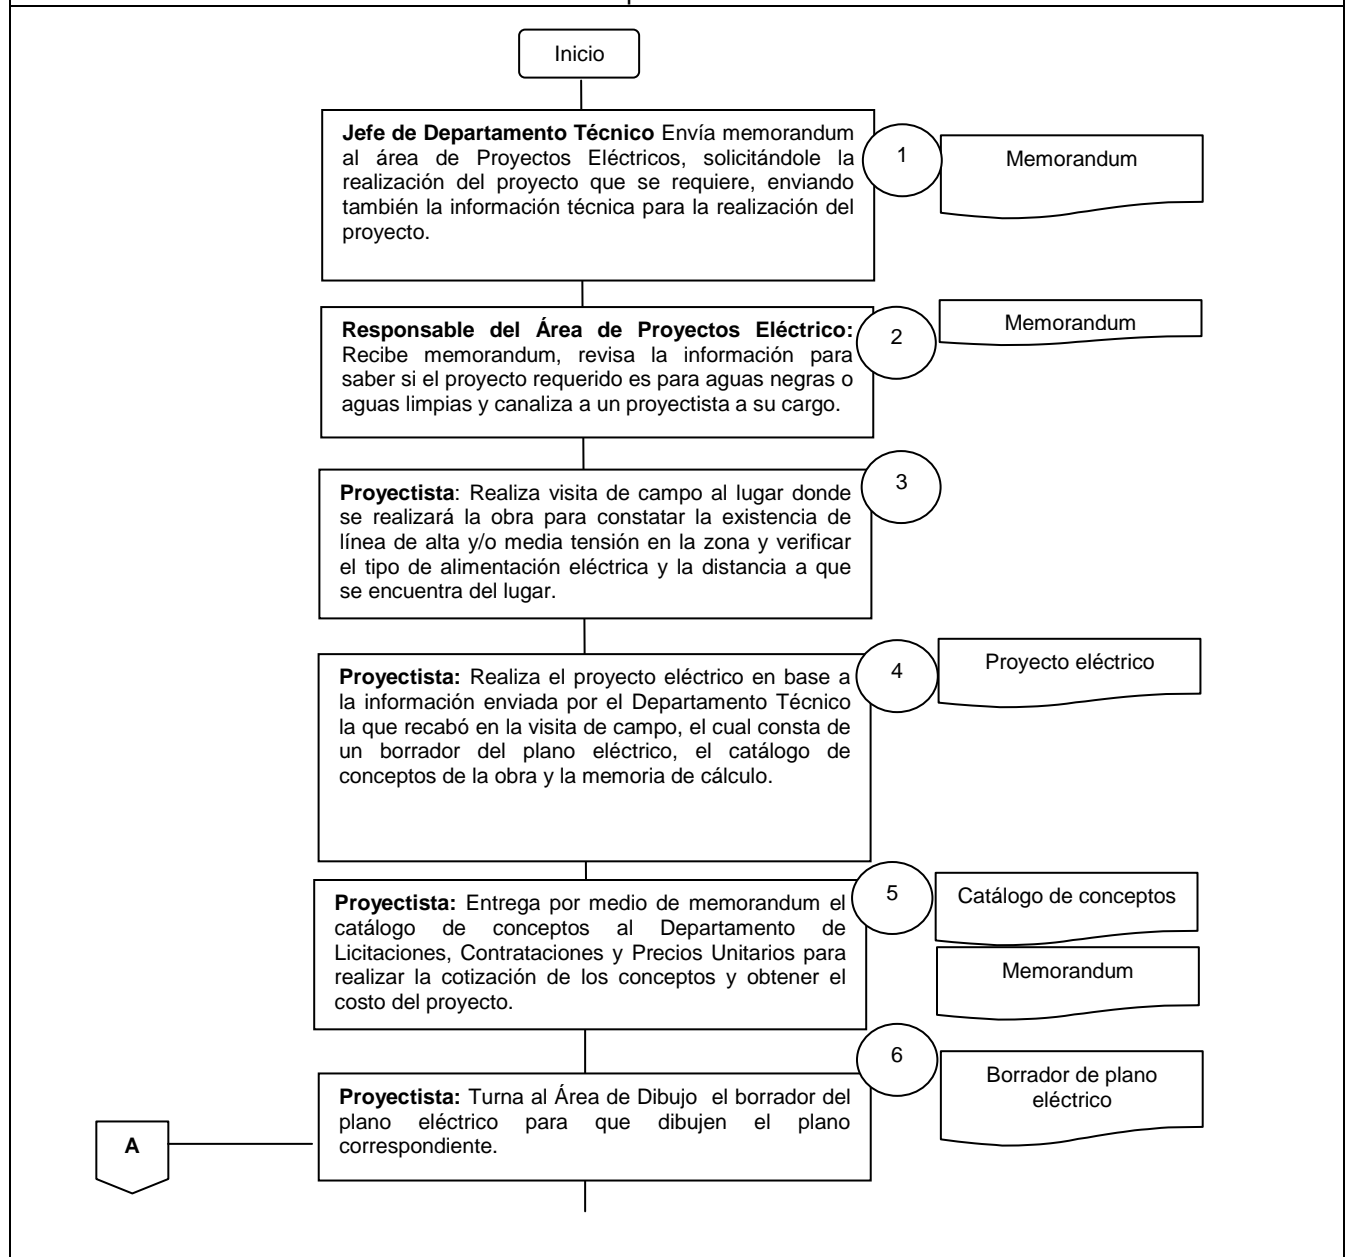 Inicio
Jefe de Departamento Técnico Envía memorandum
al área de Proyectos Eléctricos, solicitándole la
realización del proyecto que se requiere, enviando
también la información técnica para la realización del
proyecto.
1
Memorandum
Responsable del Área de Proyectos Eléctrico:
Recibe memorandum, revisa la información para
saber si el proyecto requerido es para aguas negras o
aguas limpias y canaliza a un proyectista a su cargo.
2
Memorandum
Proyectista: Realiza visita de campo al lugar donde
se realizará la obra para constatar la existencia de
línea de alta y/o media tensión en la zona y verificar
el tipo de alimentación eléctrica y la distancia a que
se encuentra del lugar.
3
Proyectista: Realiza el proyecto eléctrico en base a
la información enviada por el Departamento Técnico
la que recabó en la visita de campo, el cual consta de
un borrador del plano eléctrico, el catálogo de
conceptos de la obra y la memoria de cálculo.
4
Proyecto eléctrico
Proyectista: Entrega por medio de memorandum el
catálogo de conceptos al Departamento de
Licitaciones, Contrataciones y Precios Unitarios para
realizar la cotización de los conceptos y obtener el
costo del proyecto.
5
Catálogo de conceptos
Memorandum
Proyectista: Turna al Área de Dibujo el borrador del
plano eléctrico para que dibujen el plano
correspondiente.
6
Borrador de plano
eléctrico
A